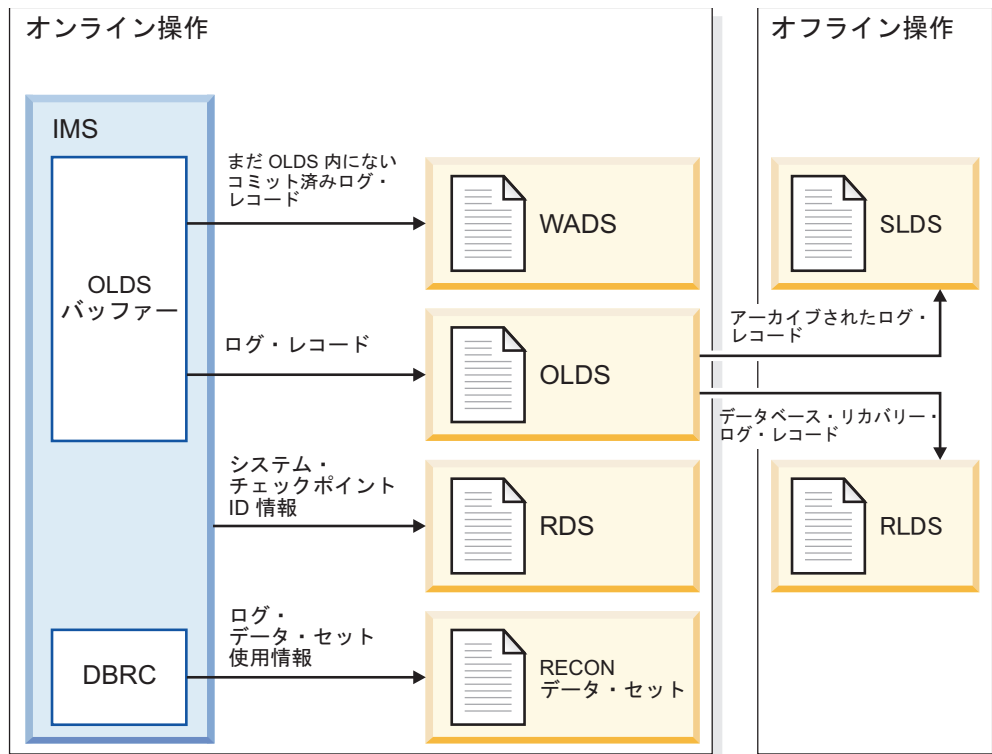 オンライン操作
オフライン操作
IMS
OLDS
バッファー
まだ OLDS 内にない
コミット済みログ・
レコード
WADS
SLDS
ログ・レコード
OLDS
アーカイブされたログ・
レコード
データベース・リカバリー・
ログ・レコード
システム・
チェックポイント
ID 情報
RDS
RLDS
DBRC
ログ・
データ・セット
使用情報
RECON
データ・セット